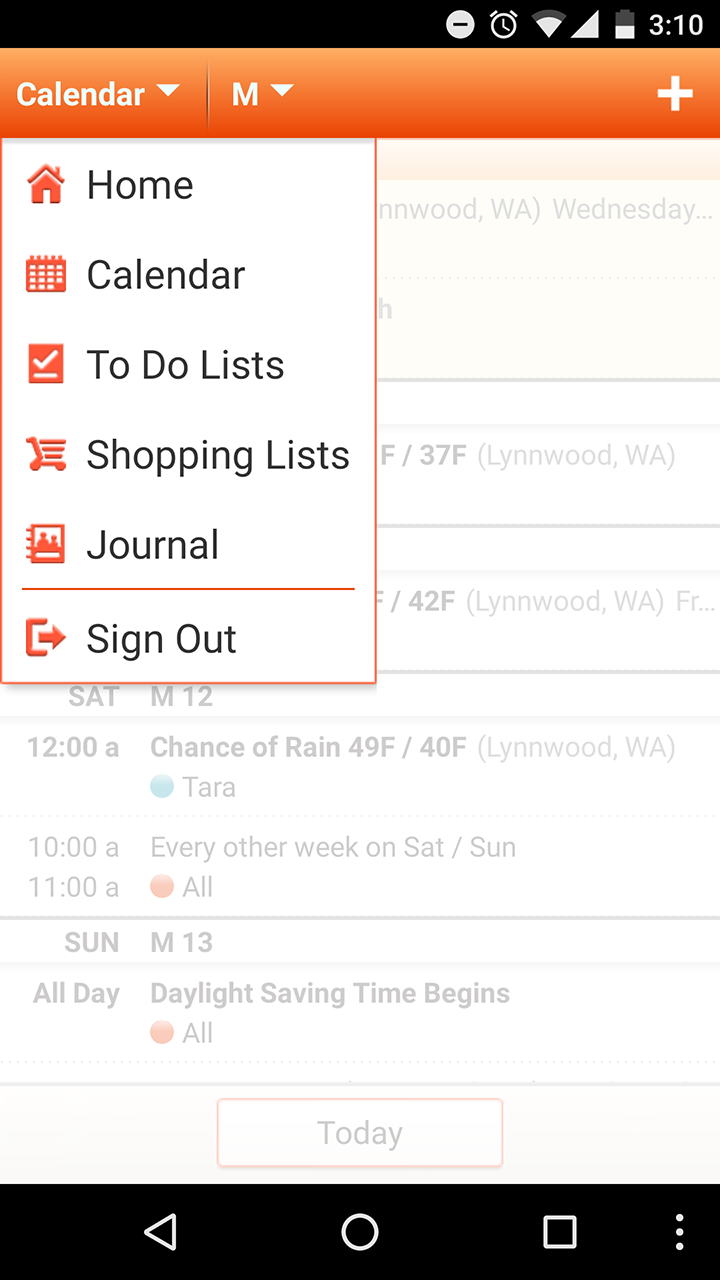 3:10
Calendar M
Home
Calendar
To Do Lists
Shopping Lists
Journal
Sign Out
WA) Wednesday...
F / 37F (Lynnwood, WA)
/ 42F (Lynnwood, WA) Fr...
SAT M 12
12:00 a Chance of Rain 49F / 40F (Lynnwood, WA)
Tara
10:00 a Every other week on Sat / Sun
11:00 a All
SUN M 13
All Day Daylight Saving Time Begins
All
Today